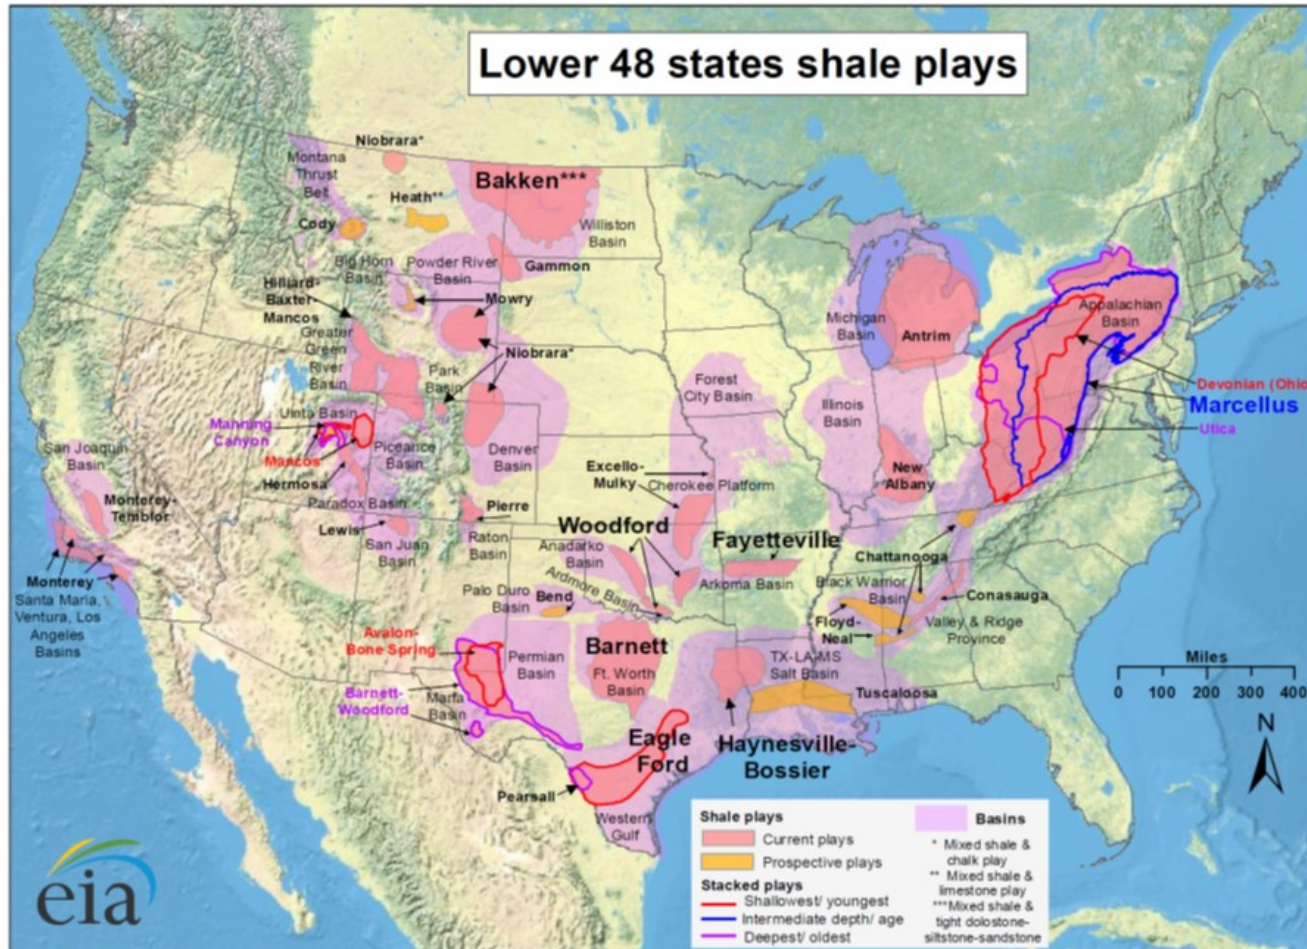 Lower 48 states shale plays
Niobrara*
Montana
Thrust
Belt
Bakken***
Heath**
Cody
Williston
Basin
Big Horn
Basin
Powder River
Basin
Gammon
Hilliard-
Baxter-
Mancos
Mowry
Greater
Green
River
Basin
Niobrara*
Park
Basin
Michigan
Basin
Antrim
Appalachian
Basin
Devonian (Ohio
Marcellus
Utica
Forest
City Basin
Illinois
Basin
Uinta Basin
Manning
Canyon
Mancos
Piceance
Basin
Denver
Basin
San Joaquin
Basin
Hermosa
Paradox Basin
Monterey-
Temblor
Excello-
Mulky
Cherokee Platform
New
Albany
Pierre
Lewis
San Juan
Basin
Raton
Basin
Woodford
Anadarko
Basin
Fayetteville
Arkoma Basin
Chattanooga
Monterey
Santa Maria,
Ventura, Los
Angeles
Basins
Palo Duro
Basin
Bend
Ardmore Basin
Black Warrior
Basin
Conasauga
Floyd-
Neal
Valley & Ridge
Province
Avalon-
Bone Spring
Permian
Basin
Barnett
Ft. Worth
Basin
TX-LA-MS
Salt Basin
Tuscaloosa
Barnett-
Woodford
Marfa
Basin
Eagle
Ford
Haynesville-
Bossier
Pearsall
Western
Gulf
Miles
0 100 200 300 400
N
Shale plays
Current plays
Prospective plays
Stacked plays
Shallowest/ youngest
Intermediate depth/ age
Deepest/ oldest
Basins
* Mixed shale &
chalk play
** Mixed shale &
limestone play
***Mixed shale &
tight dolostone-
siltstone-sandstone
eia